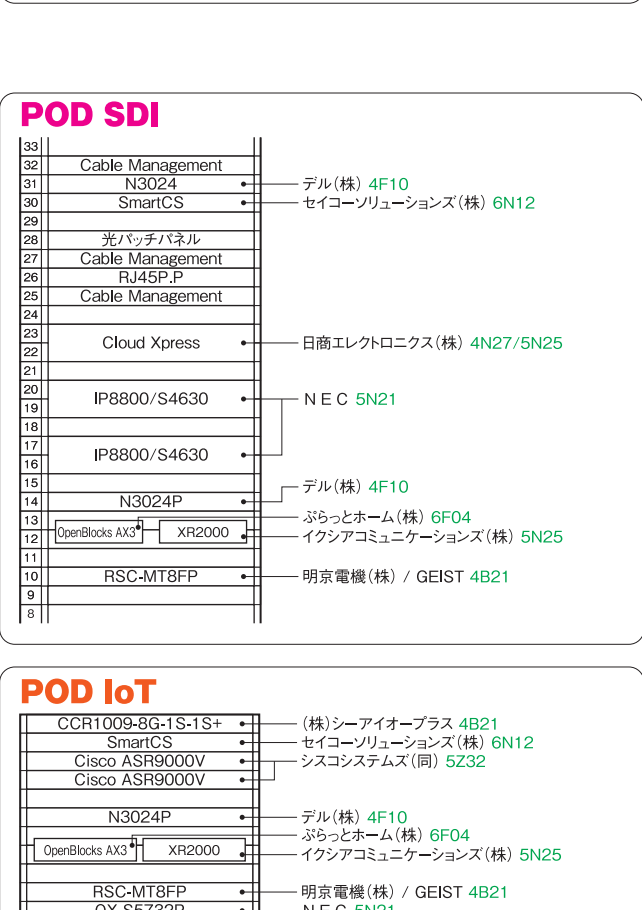 POD SDI
33
32 Cable Management
31 N3024 デル(株) 4F10
30 SmartCS セイコーソリューションズ(株) 6N12
29
28 光パッチパネル
27 Cable Management
26 RJ45P.P
25 Cable Management
24
23
Cloud Xpress 日商エレクトロニクス(株) 4N27/5N25
22
21
20
IP8800/S4630 NEC 5N21
19
18
17
IP8800/S4630
16
15 デル(株) 4F10
14 N3024P
13 ぷらっとホーム(株) 6F04
OpenBlocks AX3 XR2000
12 イクシアコミュニケーションズ(株) 5N25
11
10 RSC-MT8FP 明京電機(株) / GEIST 4B21
9
8
POD IoT
CCR1009-8G-1S-1S+ (株)シーアイオープラス 4B21
SmartCS セイコーソリューションズ(株) 6N12
Cisco ASR9000V シスコシステムズ(同) 5Z32
Cisco ASR9000V
N3024P デル(株) 4F10
ぷらっとホーム(株) 6F04
OpenBlocks AX3 XR2000 イクシアコミュニケーションズ(株) 5N25
RSC-MT8FP 明京電機(株) / GEIST 4B21
QX-S5732P NEC 5N21